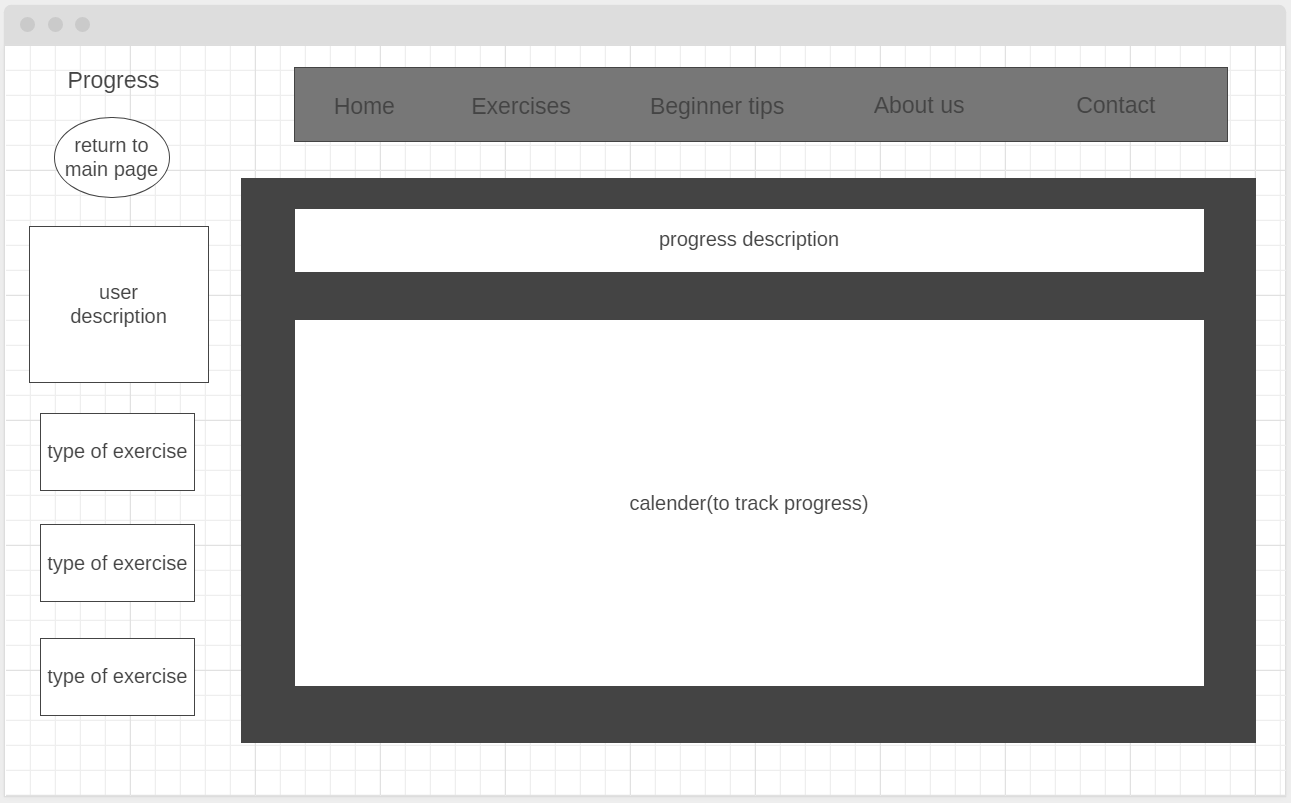 Progress
Home
Exercises
Beginner tips
About us
Contact
return to
main page
user
description
type of exercise
type of exercise
type of exercise
progress description
calender(to track progress)